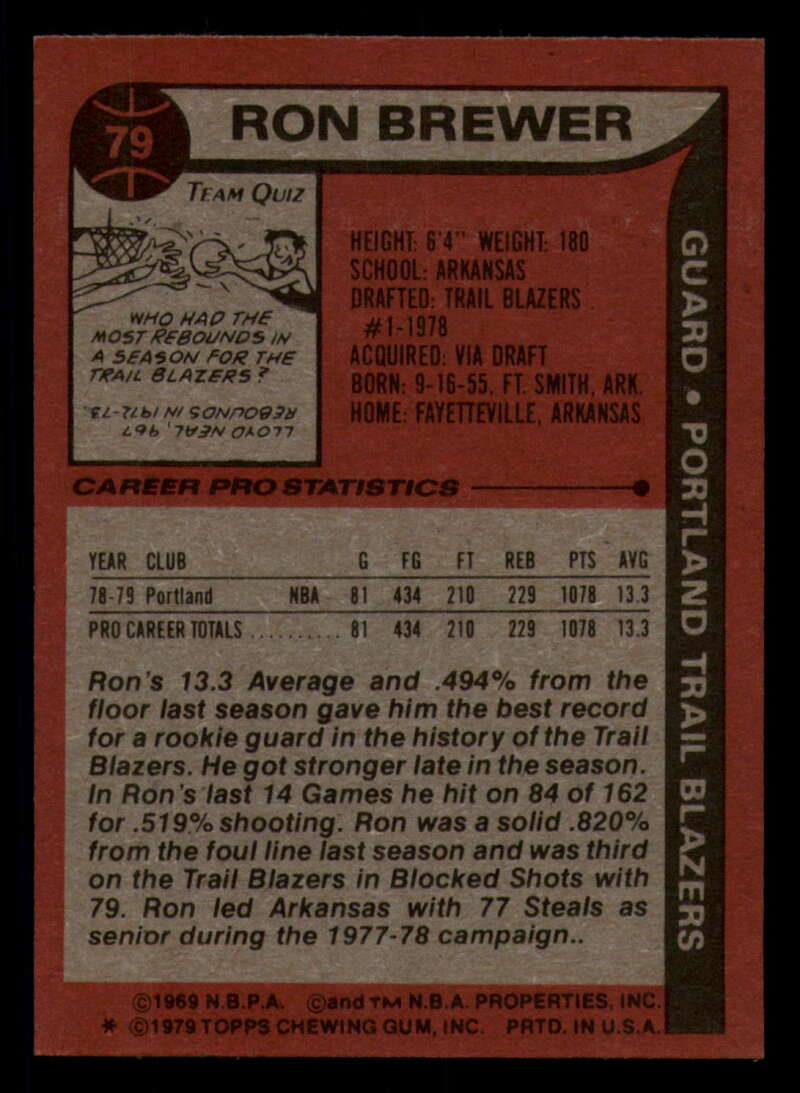 79
RON BREWER
TEAM QUIZ
WHO HAD THE
MOST REBOUNDS IN
A SEASON FOR THE
TRAIL BLAZERS?
LLOYD NEAL, 967
REBOUNDS IN 1972-73.
HEIGHT: 6'4" WEIGHT: 180
SCHOOL: ARKANSAS
DRAFTED: TRAIL BLAZERS
#1-1978
ACQUIRED: VIA DRAFT
BORN: 9-16-55, FT. SMITH, ARK.
HOME: FAYETTEVILLE, ARKANSAS
GUARD • PORTLAND TRAIL BLAZERS
CAREER PRO STATISTICS
YEAR CLUB G FG FT REB PTS AVG
78-79 Portland NBA 81 434 210 229 1078 13.3
PRO CAREER TOTALS .......... 81 434 210 229 1078 13.3
Ron's 13.3 Average and .494% from the
floor last season gave him the best record
for a rookie guard in the history of the Trail
Blazers. He got stronger late in the season.
In Ron's last 14 Games he hit on 84 of 162
for .519% shooting. Ron was a solid .820%
from the foul line last season and was third
on the Trail Blazers in Blocked Shots with
79. Ron led Arkansas with 77 Steals as
senior during the 1977-78 campaign..
©1969 N.B.P.A. ©and TM N.B.A. PROPERTIES, INC.
* ©1979 TOPPS CHEWING GUM, INC. PRTD. IN U.S.A.